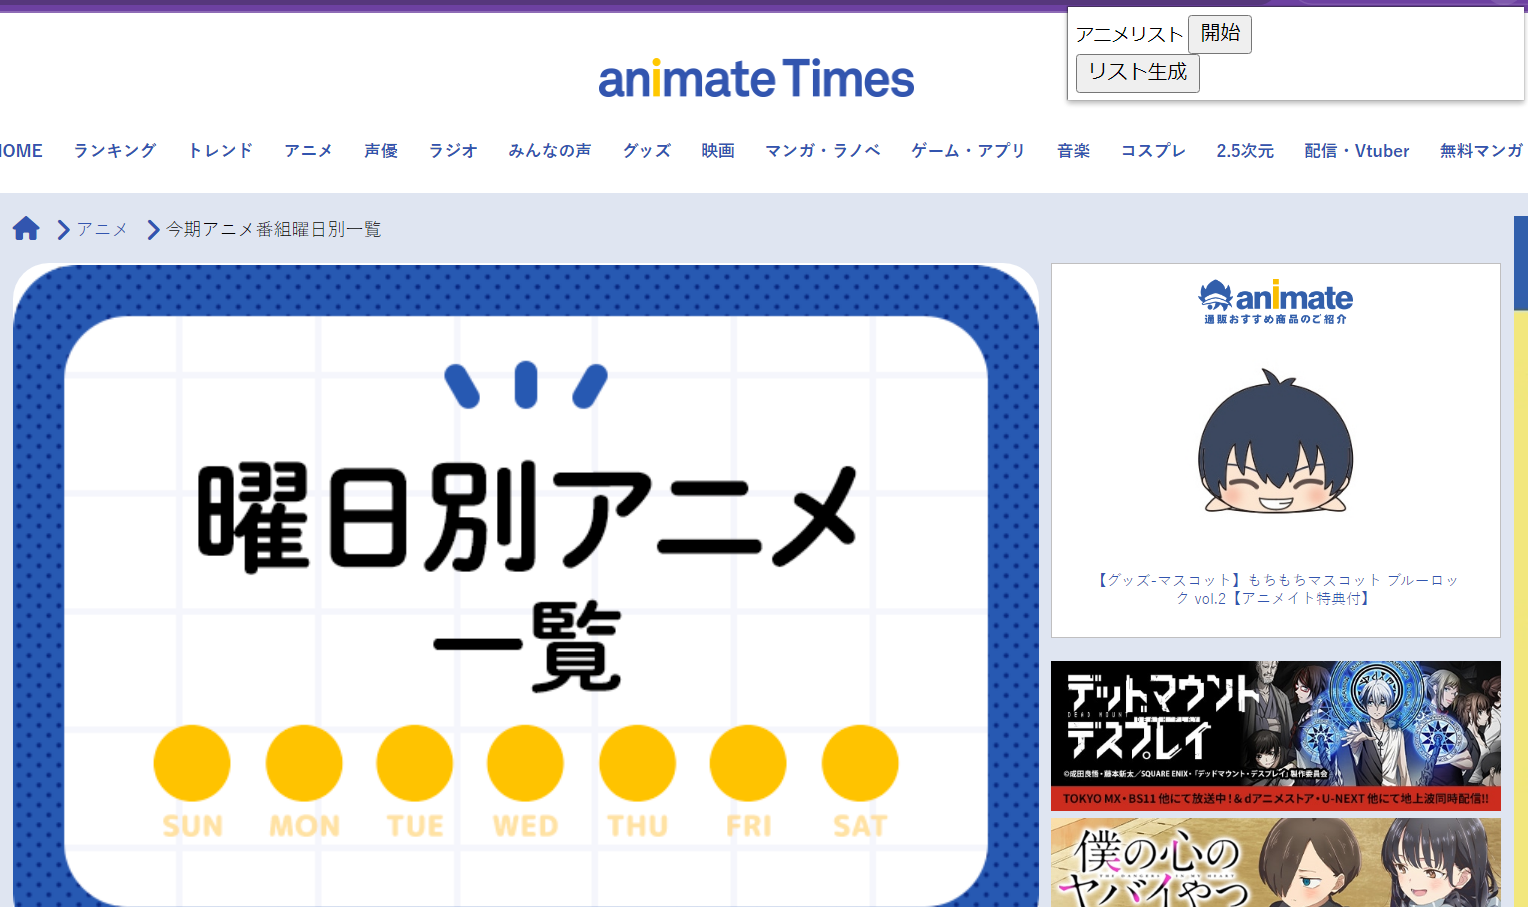 アニメリスト 開始
リスト生成
animate Times
HOME ランキング トレンド アニメ 声優 ラジオ みんなの声 グッズ 映画 マンガ・ラノベ ゲーム・アプリ 音楽 コスプレ 2.5次元 配信・Vtuber 無料マンガ
アニメ 今期アニメ番組曜日別一覧
曜日別アニメ
一覧
SUN MON TUE WED THU FRI SAT
animate
通販おすすめ商品のご紹介
【グッズ-マスコット】もちもちマスコット ブルーロッ
ク vol.2【アニメイト特典付】
デッドマウント
DEAD MOUNT
デスプレイ
©成田良悟・藤本新太／SQUARE ENIX・「デッドマウント・デスプレイ」製作委員会
TOKYO MX・BS11 他にて放送中！& dアニメストア・U-NEXT 他にて地上波同時配信!!
僕の心の
THE DANGERS IN MY HEART
ヤバイやつ